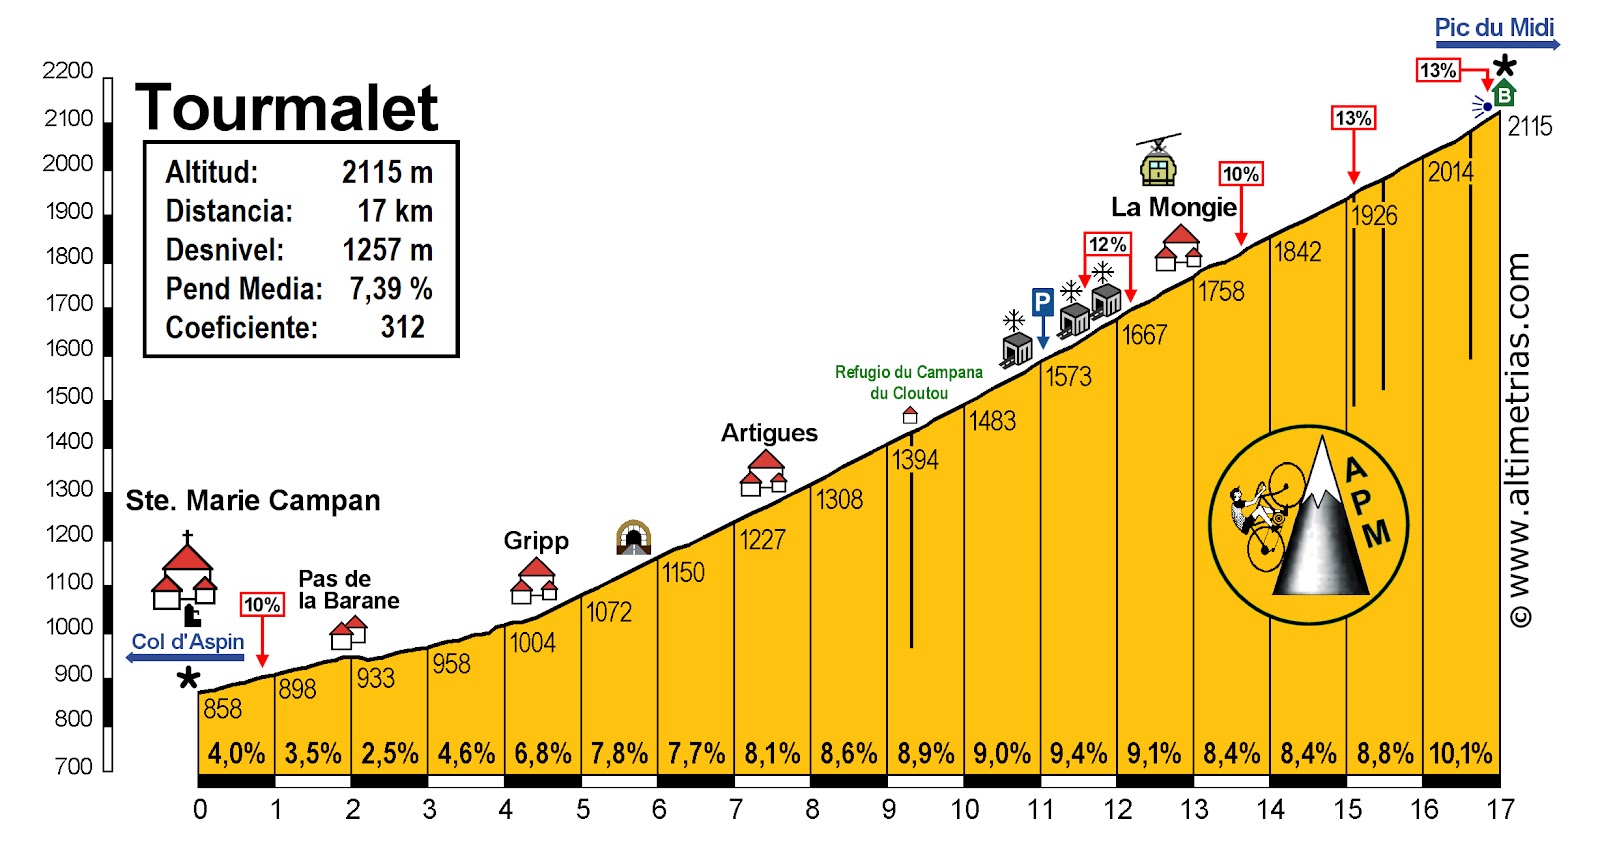 Pic du Midi
13%
B
2115
Tourmalet
Altitud: 2115 m
Distancia: 17 km
Desnivel: 1257 m
Pend Media: 7,39 %
Coeficiente: 312
2200
2100
2000
1900
1800
1700
1600
1500
1400
1300
1200
1100
1000
900
800
700
13%
10%
La Mongie
12%
P
Refugio du Campana
du Cloutou
Artigues
Gripp
Ste. Marie Campan
Pas de
la Barane
10%
Col d'Aspin
858
898
933
958
1004
1072
1150
1227
1308
1394
1483
1573
1667
1758
1842
1926
2014
APM
© www.altimetrias.com
4,0% 3,5% 2,5% 4,6% 6,8% 7,8% 7,7% 8,1% 8,6% 8,9% 9,0% 9,4% 9,1% 8,4% 8,4% 8,8% 10,1%
0 1 2 3 4 5 6 7 8 9 10 11 12 13 14 15 16 17